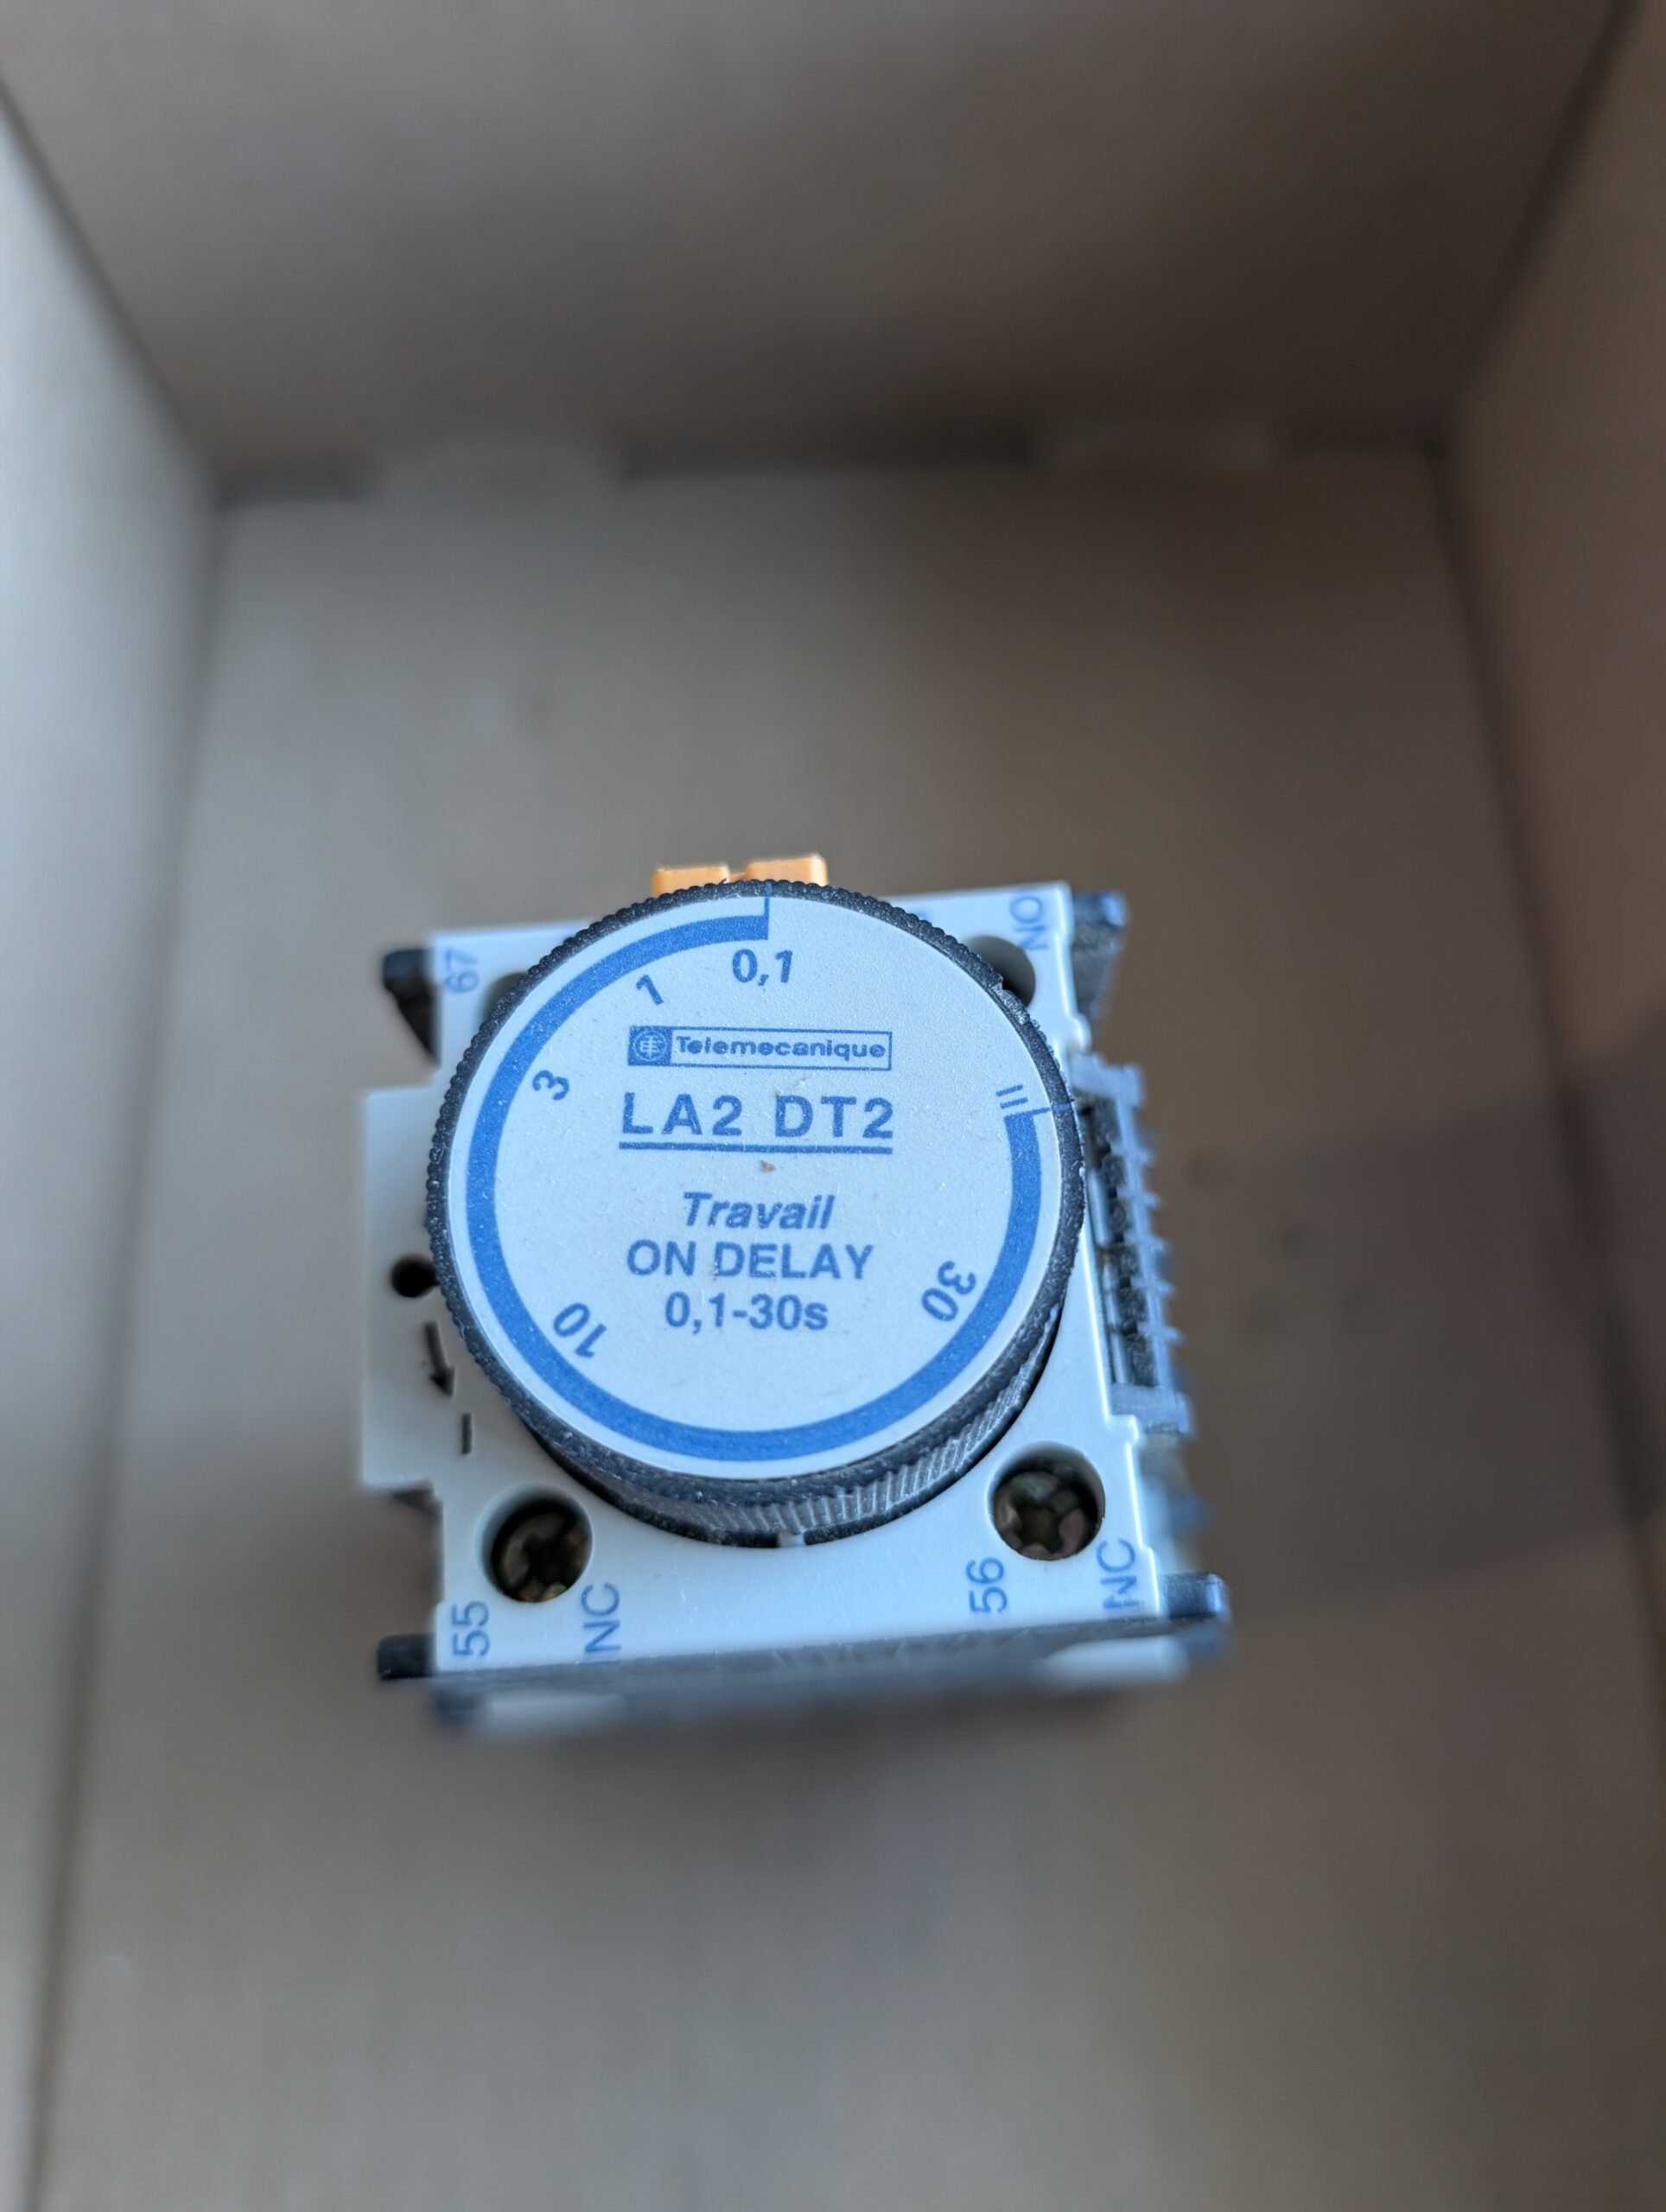 67
NO
0,1
1
3
10
30
Telemecanique
LA2 DT2
Travail
ON DELAY
0,1-30s
55
NC
56
NC